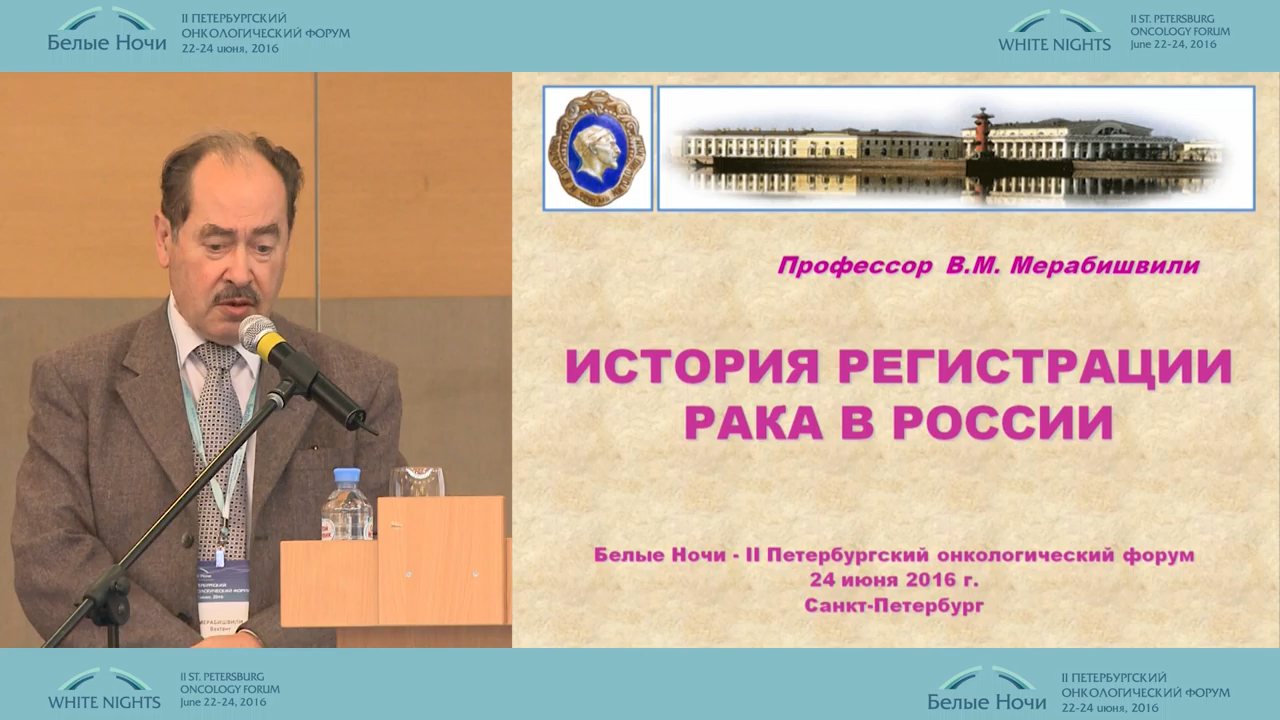 Белые Ночи
II ПЕТЕРБУРГСКИЙ
ОНКОЛОГИЧЕСКИЙ ФОРУМ
22-24 июня, 2016
WHITE NIGHTS
II ST. PETERSBURG
ONCOLOGY FORUM
June 22-24, 2016
Профессор В.М. Мерабишвили
ИСТОРИЯ РЕГИСТРАЦИИ
РАКА В РОССИИ
Белые Ночи - II Петербургский онкологический форум
24 июня 2016 г.
Санкт-Петербург
МЕРАБИШВИЛИ
WHITE NIGHTS
II ST. PETERSBURG
ONCOLOGY FORUM
June 22-24, 2016
Белые Ночи
II ПЕТЕРБУРГСКИЙ
ОНКОЛОГИЧЕСКИЙ ФОРУМ
22-24 июня, 2016